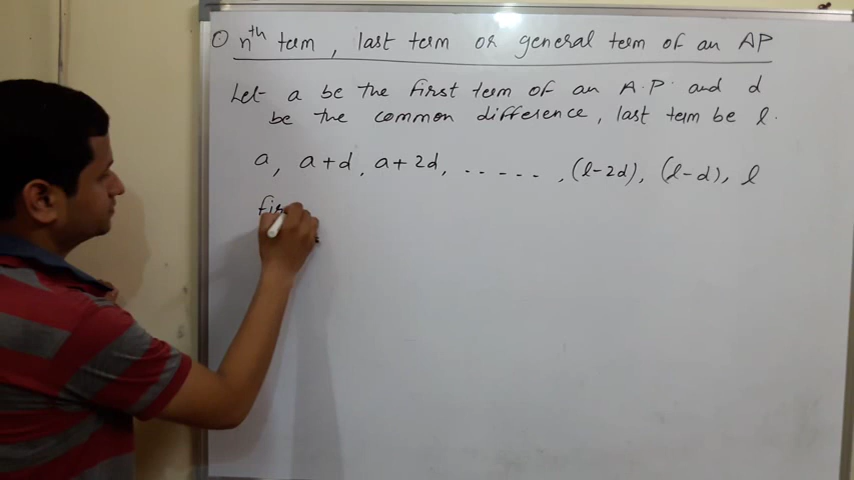 nth term, last term or general term of an AP
Let a be the first term of an A.P. and d
be the common difference, last term be l.
a, a+d, a+2d, ------, (l-2d), (l-d), l